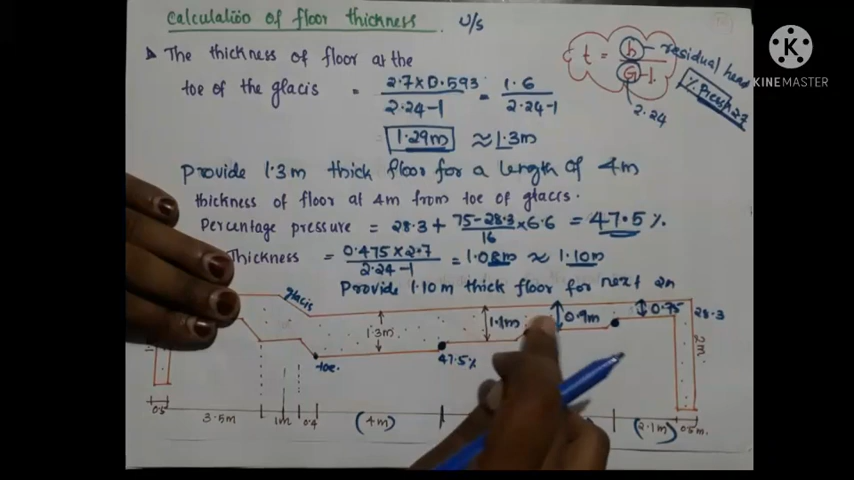 Calculation of floor thickness U/s
The thickness of floor at the
toe of the glacis = 2.7×0.593 / 2.24-1 = 1.6 / 2.24-1
1.29m ≈ 1.3m
t = h / G-1
residual head
% Press × 2.7
2.24
KINEMASTER
Provide 1.3m thick floor for a length of 4m
thickness of floor at 4m from toe of glacis.
Percentage pressure = 28.3 + 75-28.3 / 16 ×6.6 = 47.5%
Thickness = 0.475×2.7 / 2.24-1 = 1.03m ≈ 1.10m
Provide 1.10m thick floor for next 2m
glacis
1.3m
1.1m
0.9m
0.75
28.3
toe.
47.5%
2m
0.5
3.5m
1m
0.4
(4m)
(2.1m)
0.5m.